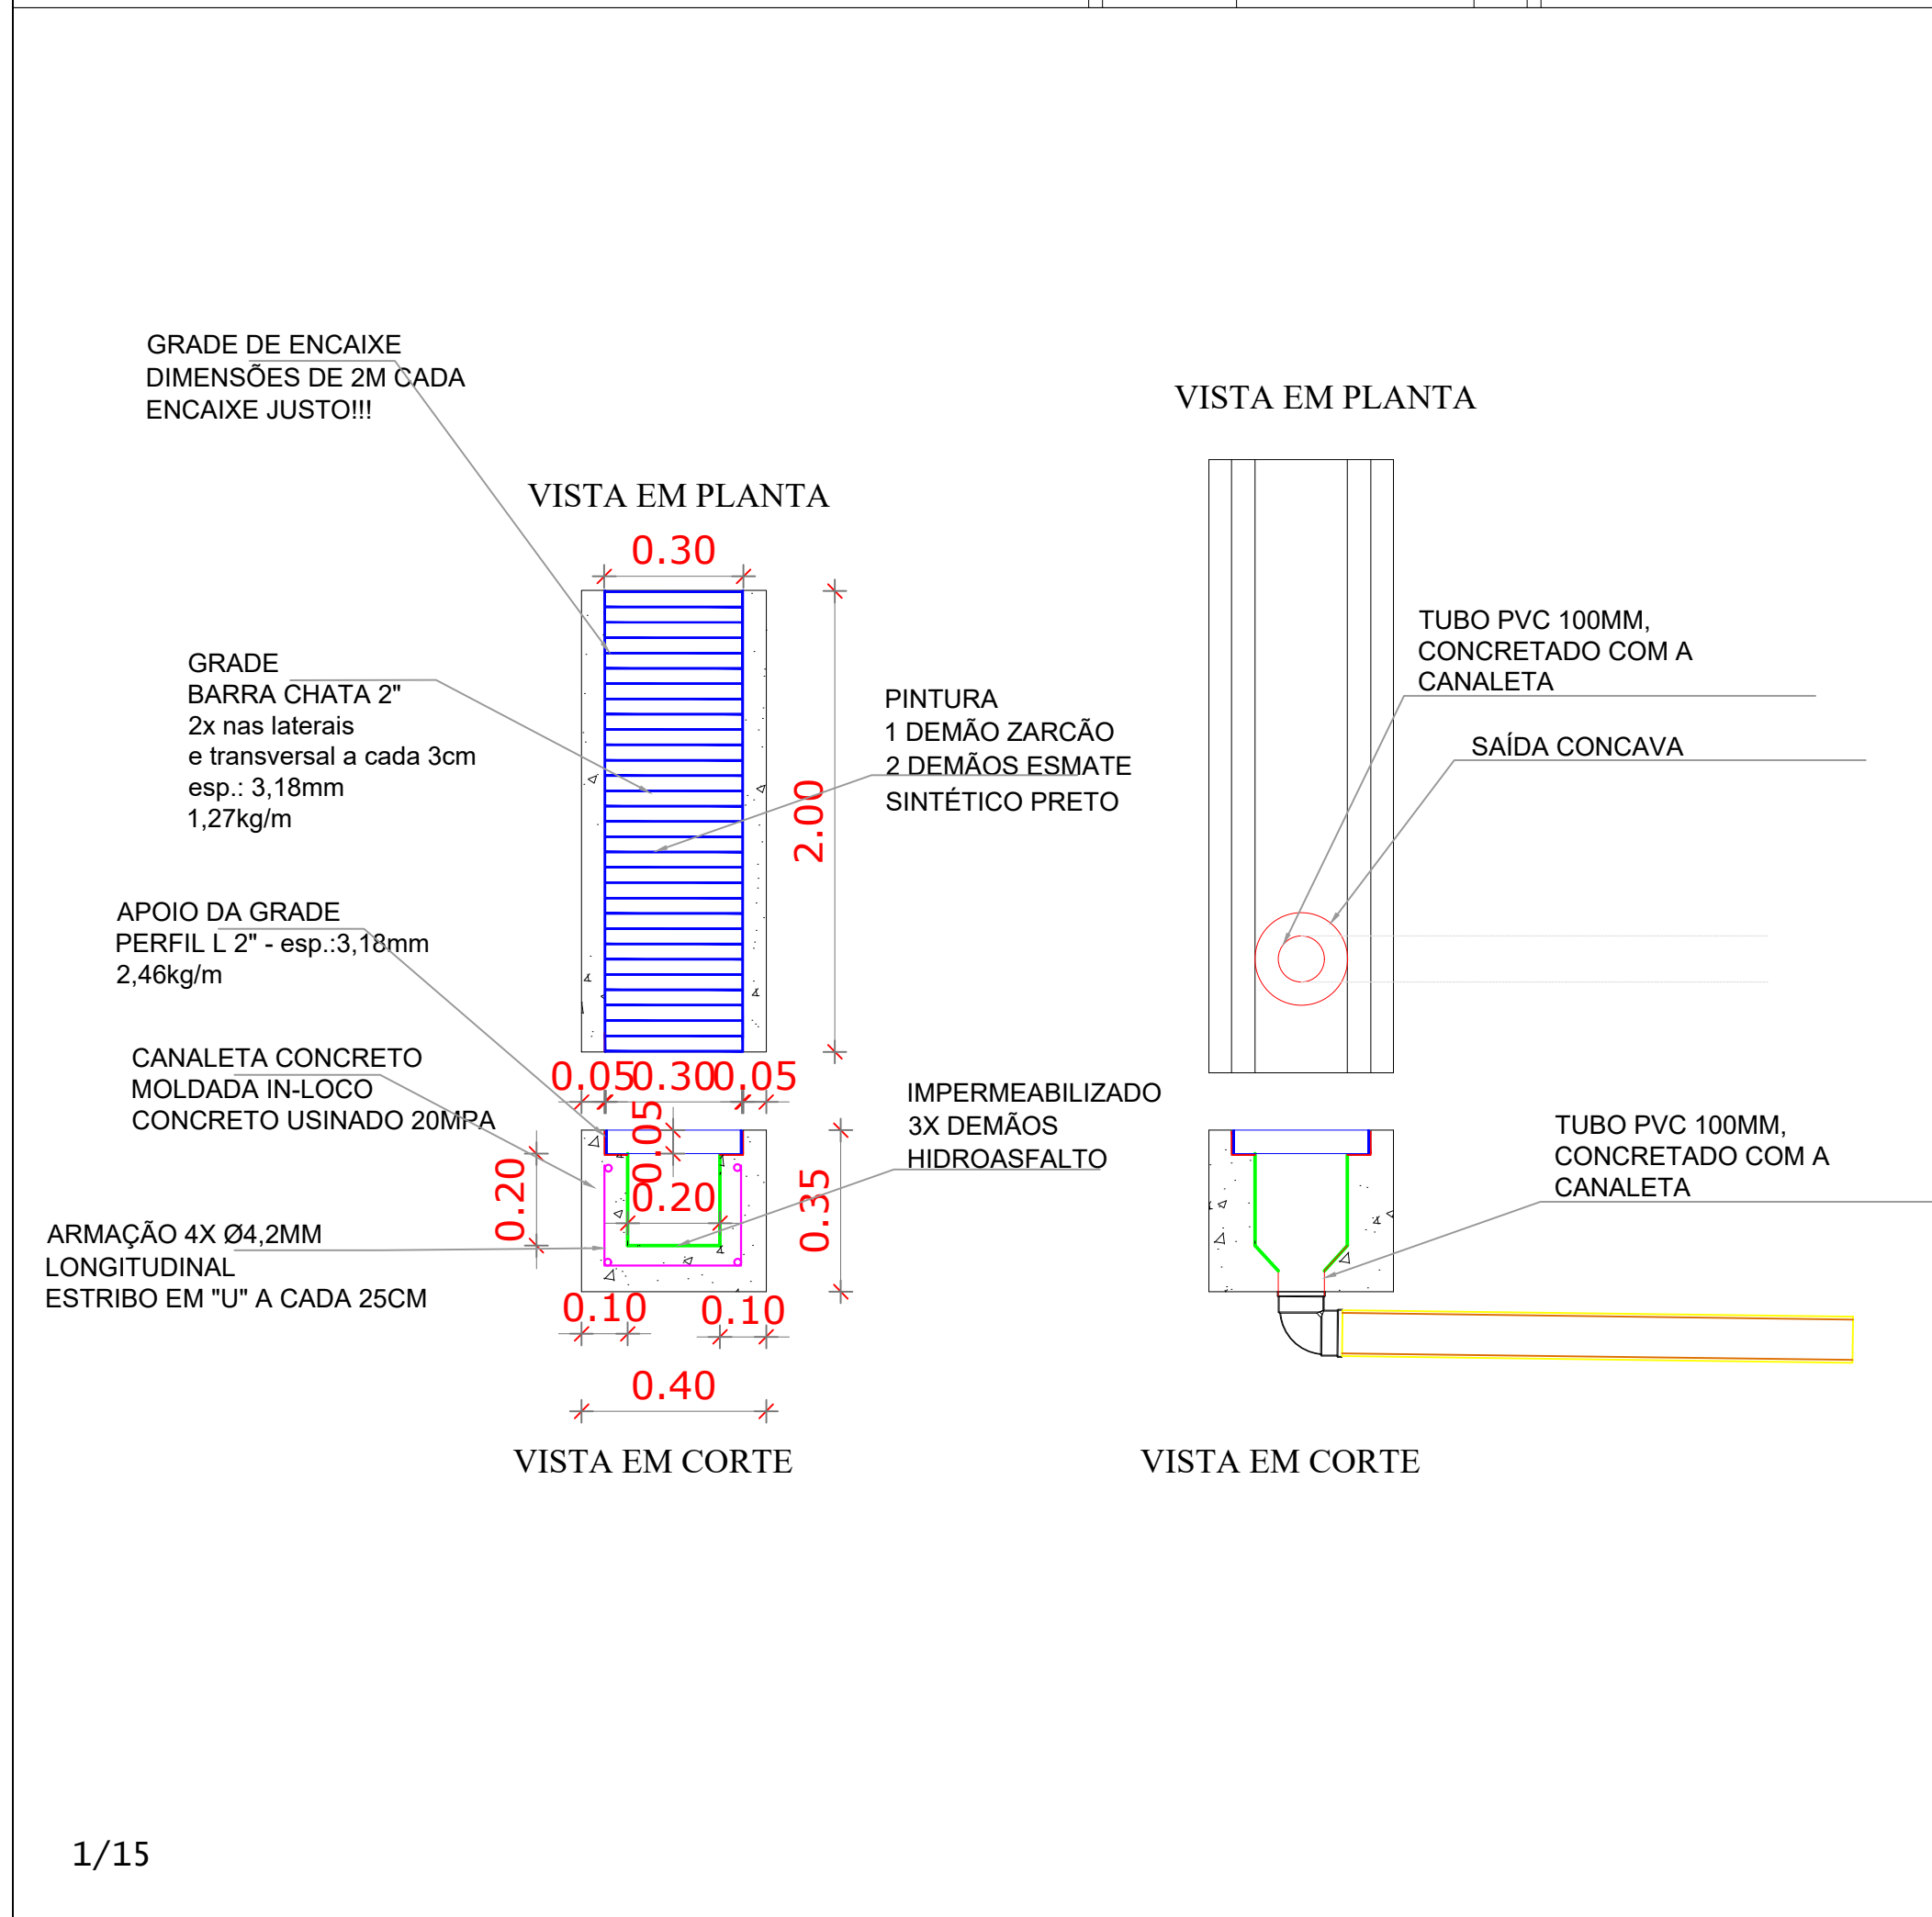 GRADE DE ENCAIXE
DIMENSÕES DE 2M CADA
ENCAIXE JUSTO!!!
VISTA EM PLANTA
0.30
GRADE
BARRA CHATA 2"
2x nas laterais
e transversal a cada 3cm
esp.: 3,18mm
1,27kg/m
PINTURA
1 DEMÃO ZARCÃO
2 DEMÃOS ESMATE
SINTÉTICO PRETO
2.00
APOIO DA GRADE
PERFIL L 2" - esp.:3,18mm
2,46kg/m
CANALETA CONCRETO
MOLDADA IN-LOCO
CONCRETO USINADO 20MPA
0.05
0.30
0.05
0.05
0.20
0.20
0.35
IMPERMEABILIZADO
3X DEMÃOS
HIDROASFALTO
ARMAÇÃO 4X Ø4,2MM
LONGITUDINAL
ESTRIBO EM "U" A CADA 25CM
0.10
0.10
0.40
VISTA EM CORTE
VISTA EM PLANTA
TUBO PVC 100MM,
CONCRETADO COM A
CANALETA
SAÍDA CONCAVA
TUBO PVC 100MM,
CONCRETADO COM A
CANALETA
VISTA EM CORTE
1/15